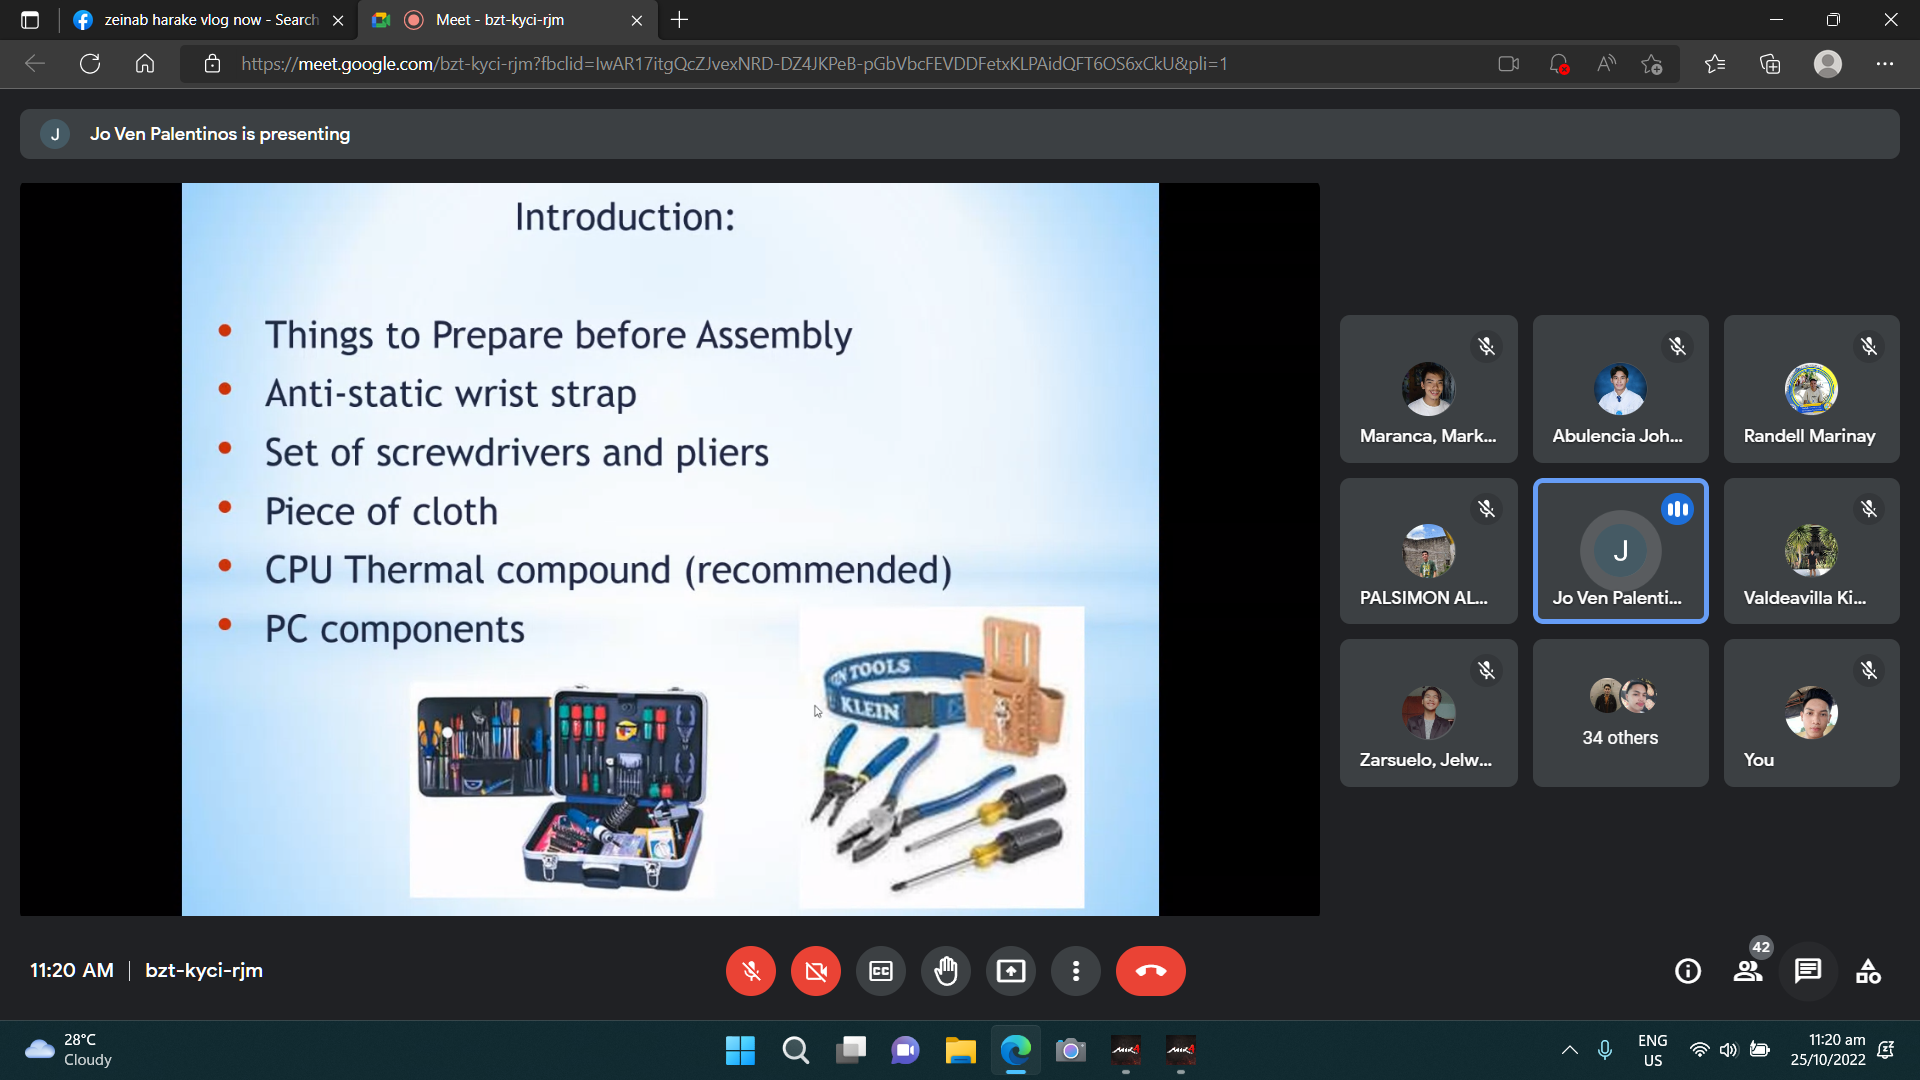 zeinab harake vlog now - Search
Meet - bzt-kyci-rjm
https://meet.google.com/bzt-kyci-rjm?fbclid=IwAR17itgQcZJvexNRD-DZ4JKPeB-pGbVbcFEVDDFetxKLPAidQFT6OS6xCkU&pli=1
J
Jo Ven Palentinos is presenting
Introduction:
• Things to Prepare before Assembly
• Anti-static wrist strap
• Set of screwdrivers and pliers
• Piece of cloth
• CPU Thermal compound (recommended)
• PC components
TOOLS
KLEIN
Maranca, Mark...
Abulencia Joh...
Randell Marinay
PALSIMON AL...
J
Jo Ven Palenti...
Valdeavilla Ki...
Zarsuelo, Jelw...
34 others
You
11:20 AM | bzt-kyci-rjm
CC
42
28°C
Cloudy
MIR4
MIR4
ENG
US
11:20 am
25/10/2022